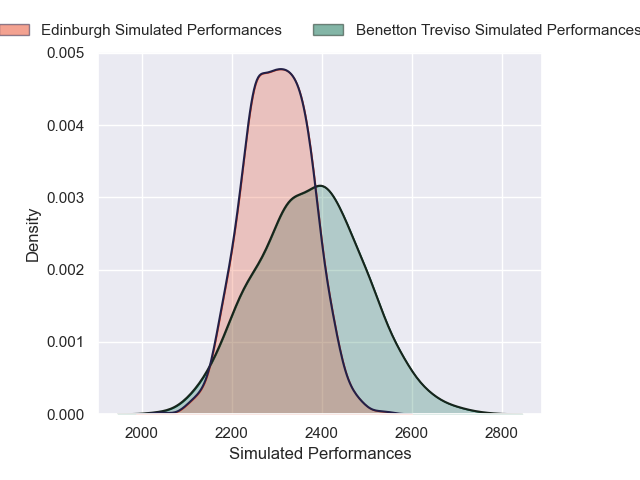 Edinburgh Simulated Performances Benetton Treviso Simulated Performances
0.005
0.004
0.003
0.002
0.001
0.000
Density
2000 2200 2400 2600 2800
Simulated Performances